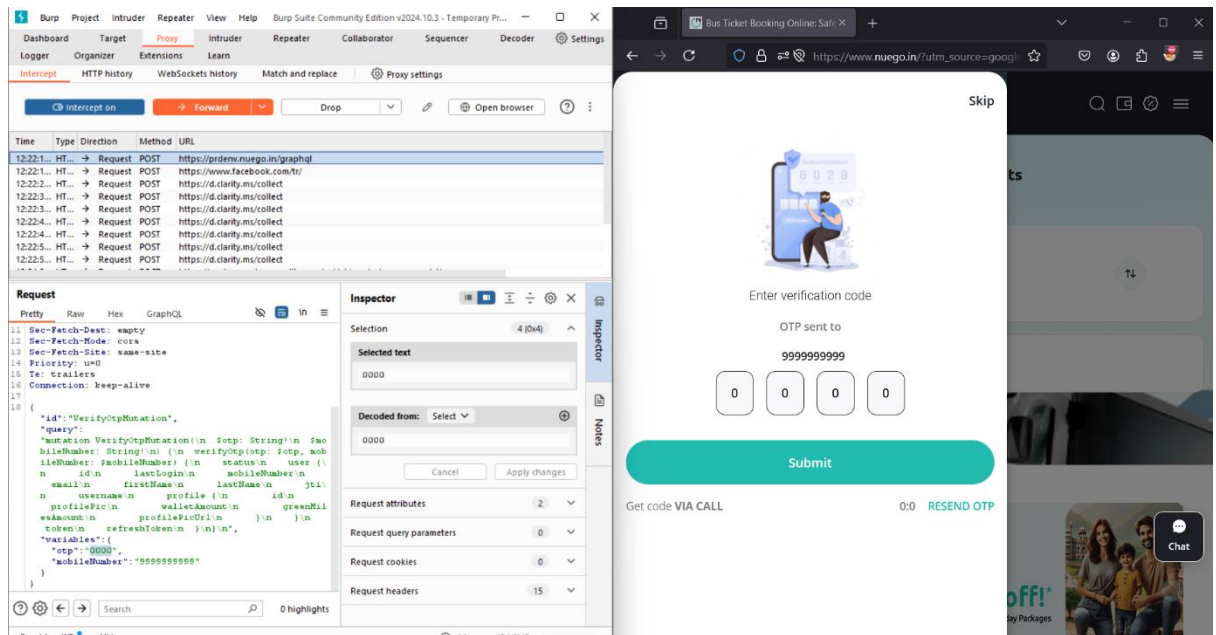 Burp Project Intruder Repeater View Help Burp Suite Community Edition v2024.10.3 - Temporary Pr...
Dashboard Target Proxy Intruder Repeater Collaborator Sequencer Decoder Settings
Logger Organizer Extensions Learn
Intercept HTTP history WebSockets history Match and replace Proxy settings
Intercept on Forward Drop Open browser
Time Type Direction Method URL
12:22:1... HT... → Request POST https://prdenv.nuego.in/graphql
12:22:1... HT... → Request POST https://www.facebook.com/tr/
12:22:2... HT... → Request POST https://d.clarity.ms/collect
12:22:3... HT... → Request POST https://d.clarity.ms/collect
12:22:3... HT... → Request POST https://d.clarity.ms/collect
12:22:4... HT... → Request POST https://d.clarity.ms/collect
12:22:4... HT... → Request POST https://d.clarity.ms/collect
12:22:5... HT... → Request POST https://d.clarity.ms/collect
12:22:5... HT... → Request POST https://d.clarity.ms/collect
Request
Pretty Raw Hex GraphQL \n
11 Sec-Fetch-Dest: empty
12 Sec-Fetch-Mode: cors
13 Sec-Fetch-Site: same-site
14 Priority: u=0
15 Te: trailers
16 Connection: keep-alive
17
18 {
"id":"VerifyOtpMutation",
"query":
"mutation VerifyOtpMutation(\n $otp: String!\n $mo
bileNumber: String!\n) {\n verifyOtp(otp: $otp, mob
ileNumber: $mobileNumber) {\n status\n user {\
n id\n lastLogin\n mobileNumber\n
email\n firstName\n lastName\n jti\
n username\n profile {\n id\n
profilePic\n walletAmount\n greenMil
esAmount\n profilePicUrl\n }\n }\n
token\n refreshToken\n }\n}\n",
"variables":{
"otp":"0000",
"mobileNumber":"9999999999"
}
}
Search 0 highlights
Inspector
Selection 4 (0x4)
Selected text
0000
Decoded from: Select
0000
Cancel Apply changes
Request attributes 2
Request query parameters 0
Request cookies 0
Request headers 15
Inspector
Notes
Bus Ticket Booking Online: Safe
https://www.nuego.in/?utm_source=google
Skip
6 0 2 9
ts
Enter verification code
OTP sent to
9999999999
0 0 0 0
Submit
Get code VIA CALL 0:0 RESEND OTP
Chat
off!*
day Packages